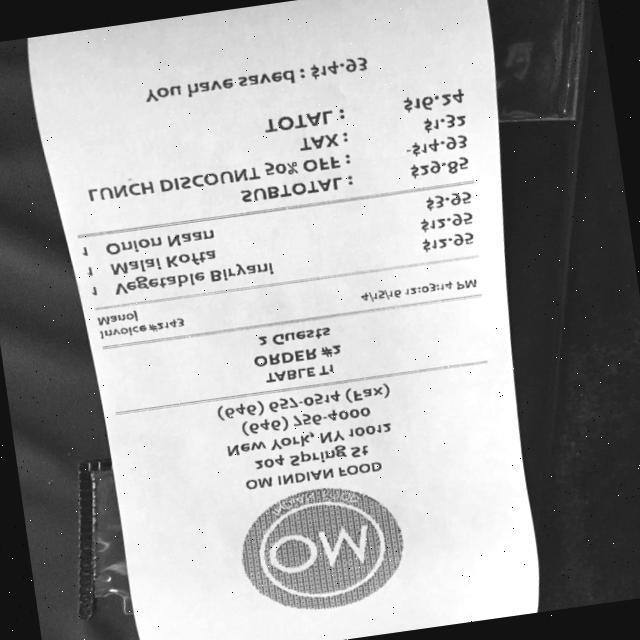 OM
OM INDIAN FOOD
204 Spring St
New York, NY 10012
(646) 756-4000
(646) 657-0514 (Fax)
TABLE T1
ORDER #2
2 Guests
Invoice #2143
Manoj 4/15/16 12:03:14 PM
1 Vegetable Biryani $12.95
1 Malai Kofta $12.95
1 Onion Naan $3.95
SUBTOTAL: $29.85
LUNCH DISCOUNT 50% OFF: -$14.93
TAX: $1.32
TOTAL: $16.24
You have saved : $14.93